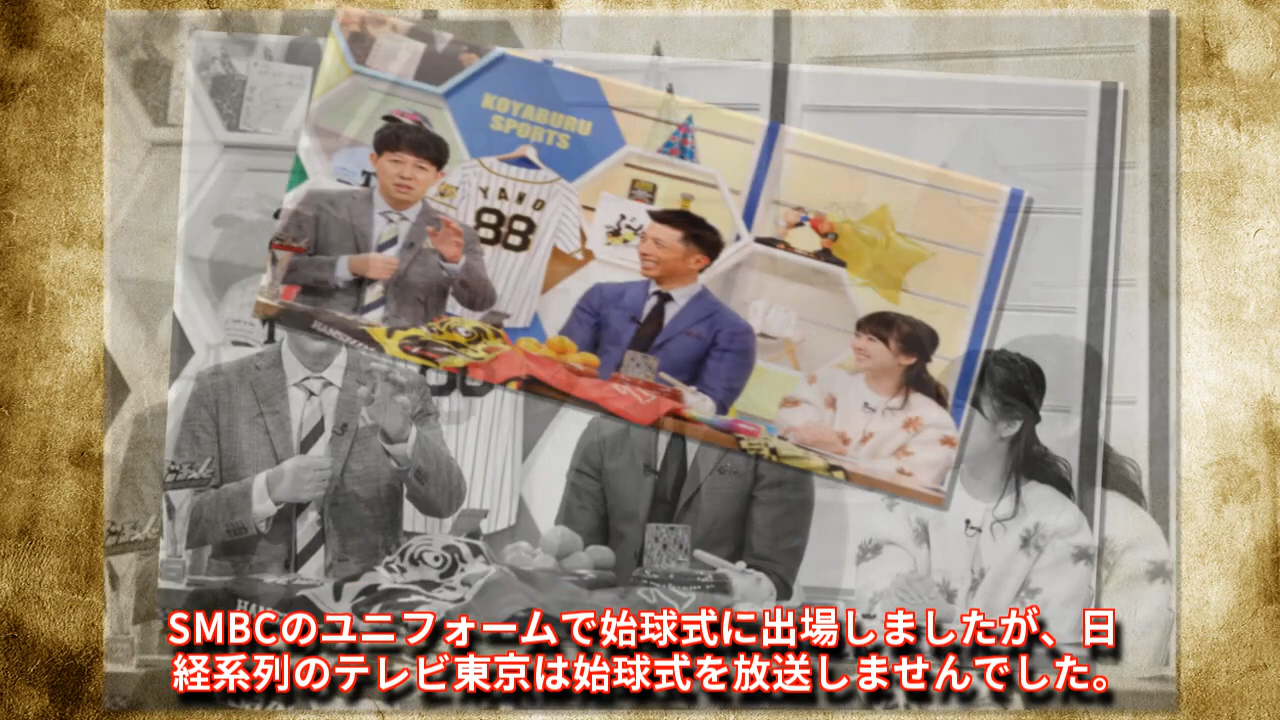 KOYABURU
SPORTS
YANO
88
SMBCのユニフォームで始球式に出場しましたが、日
経系列のテレビ東京は始球式を放送しませんでした。